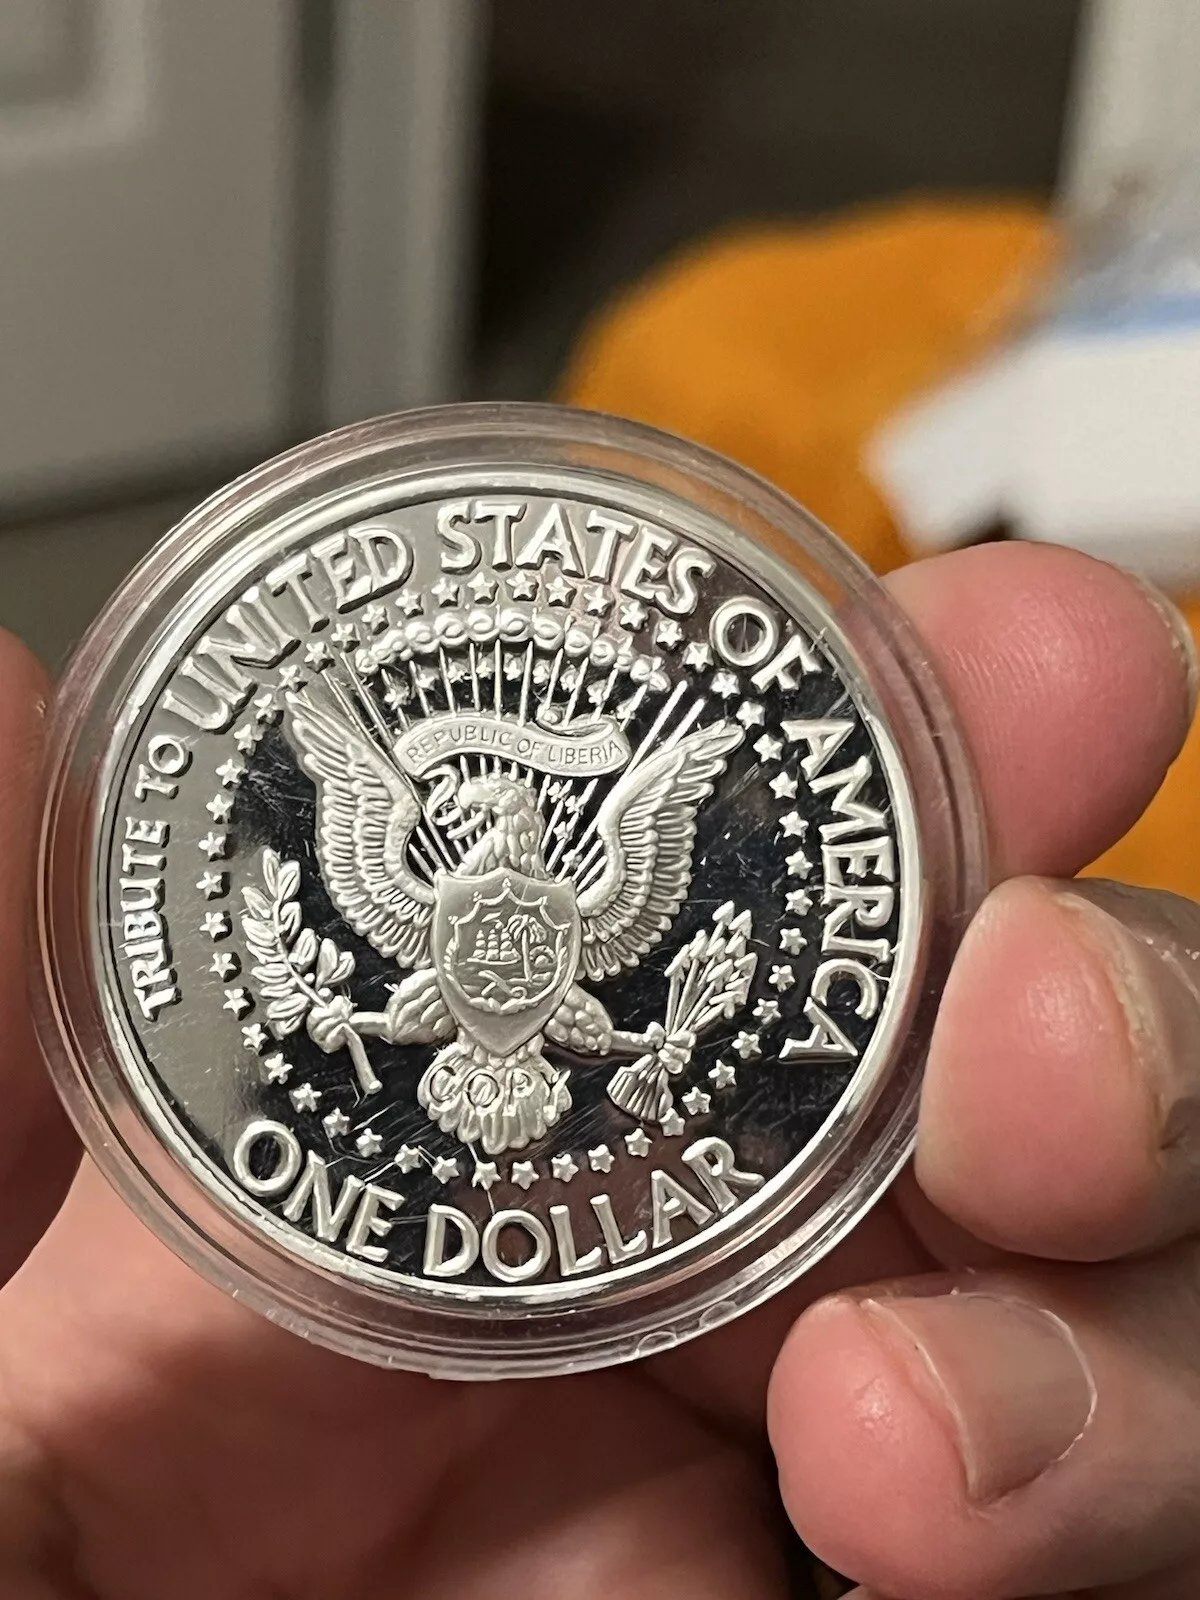 TRIBUTE TO UNITED STATES OF AMERICA
REPUBLIC OF LIBERIA
COPY
ONE DOLLAR